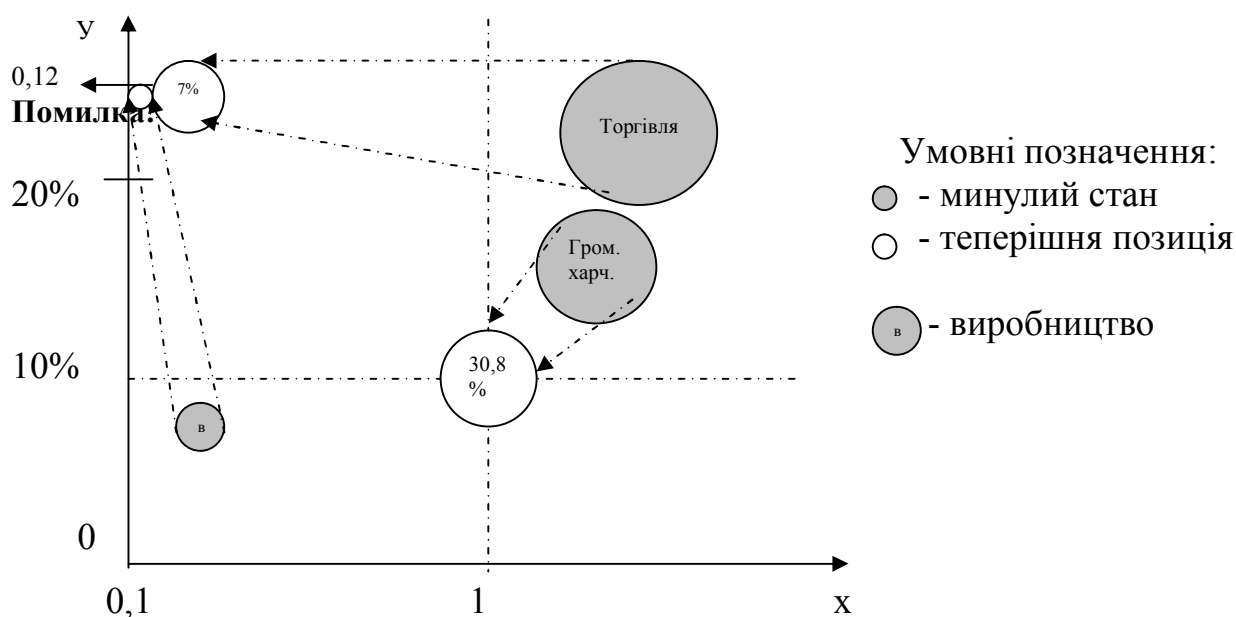 У
0,12
Помилка!
20%
10%
0
0,1
1
х
7%
Торгівля
Гром.
харч.
30,8
%
в
Умовні позначення:
- минулий стан
- теперішня позиція
в
- виробництво